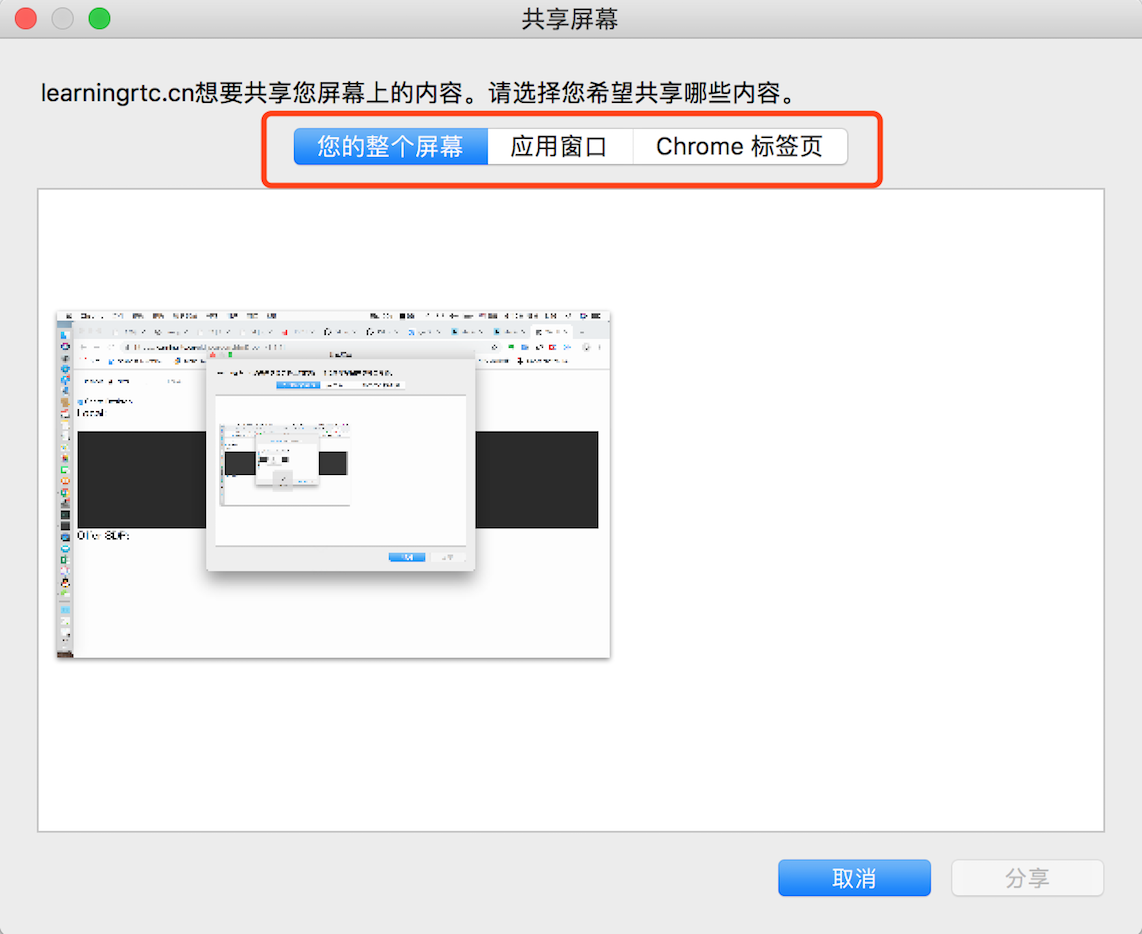 共享屏幕
learningrtc.cn想要共享您屏幕上的内容。请选择您希望共享哪些内容。
您的整个屏幕 应用窗口 Chrome 标签页
Local:
Offer SDP:
取消 分享